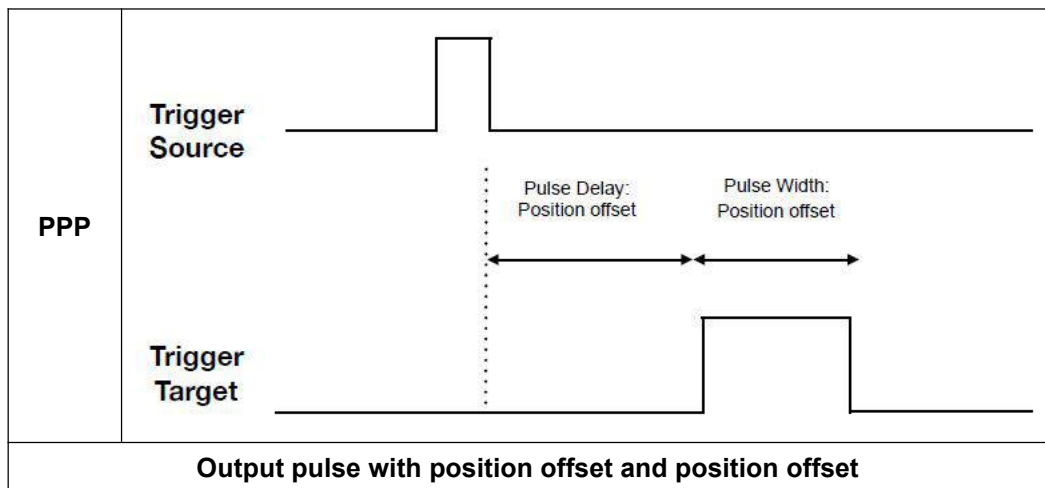 PPP
Trigger
Source
Pulse Delay:
Position offset
Pulse Width:
Position offset
Trigger
Target
Output pulse with position offset and position offset